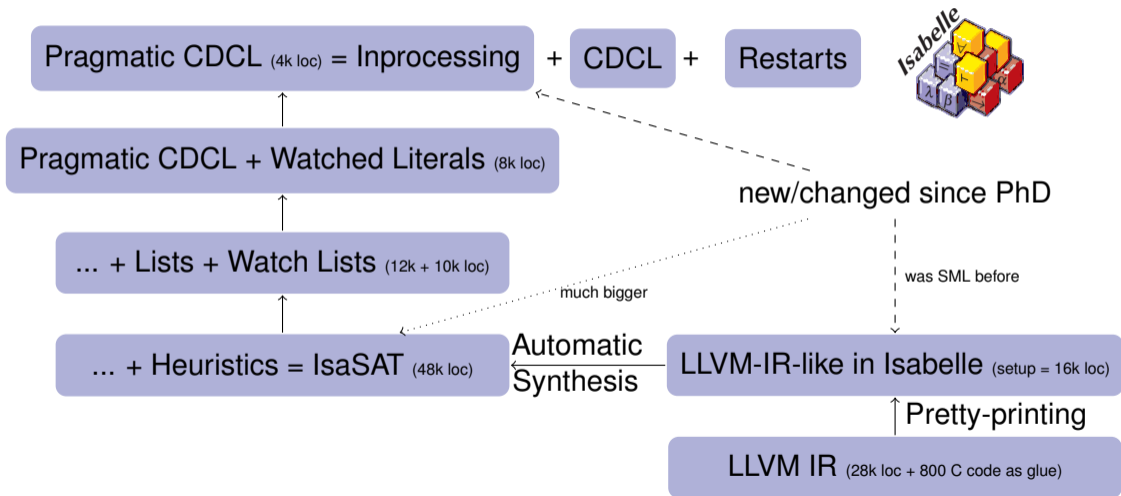 Isabelle
∀
=
λ
β
α
Pragmatic CDCL (4k loc) = Inprocessing + CDCL + Restarts
Pragmatic CDCL + Watched Literals (8k loc)
new/changed since PhD
... + Lists + Watch Lists (12k + 10k loc)
was SML before
much bigger
... + Heuristics = IsaSAT (48k loc)
Automatic
Synthesis
LLVM-IR-like in Isabelle (setup = 16k loc)
Pretty-printing
LLVM IR (28k loc + 800 C code as glue)